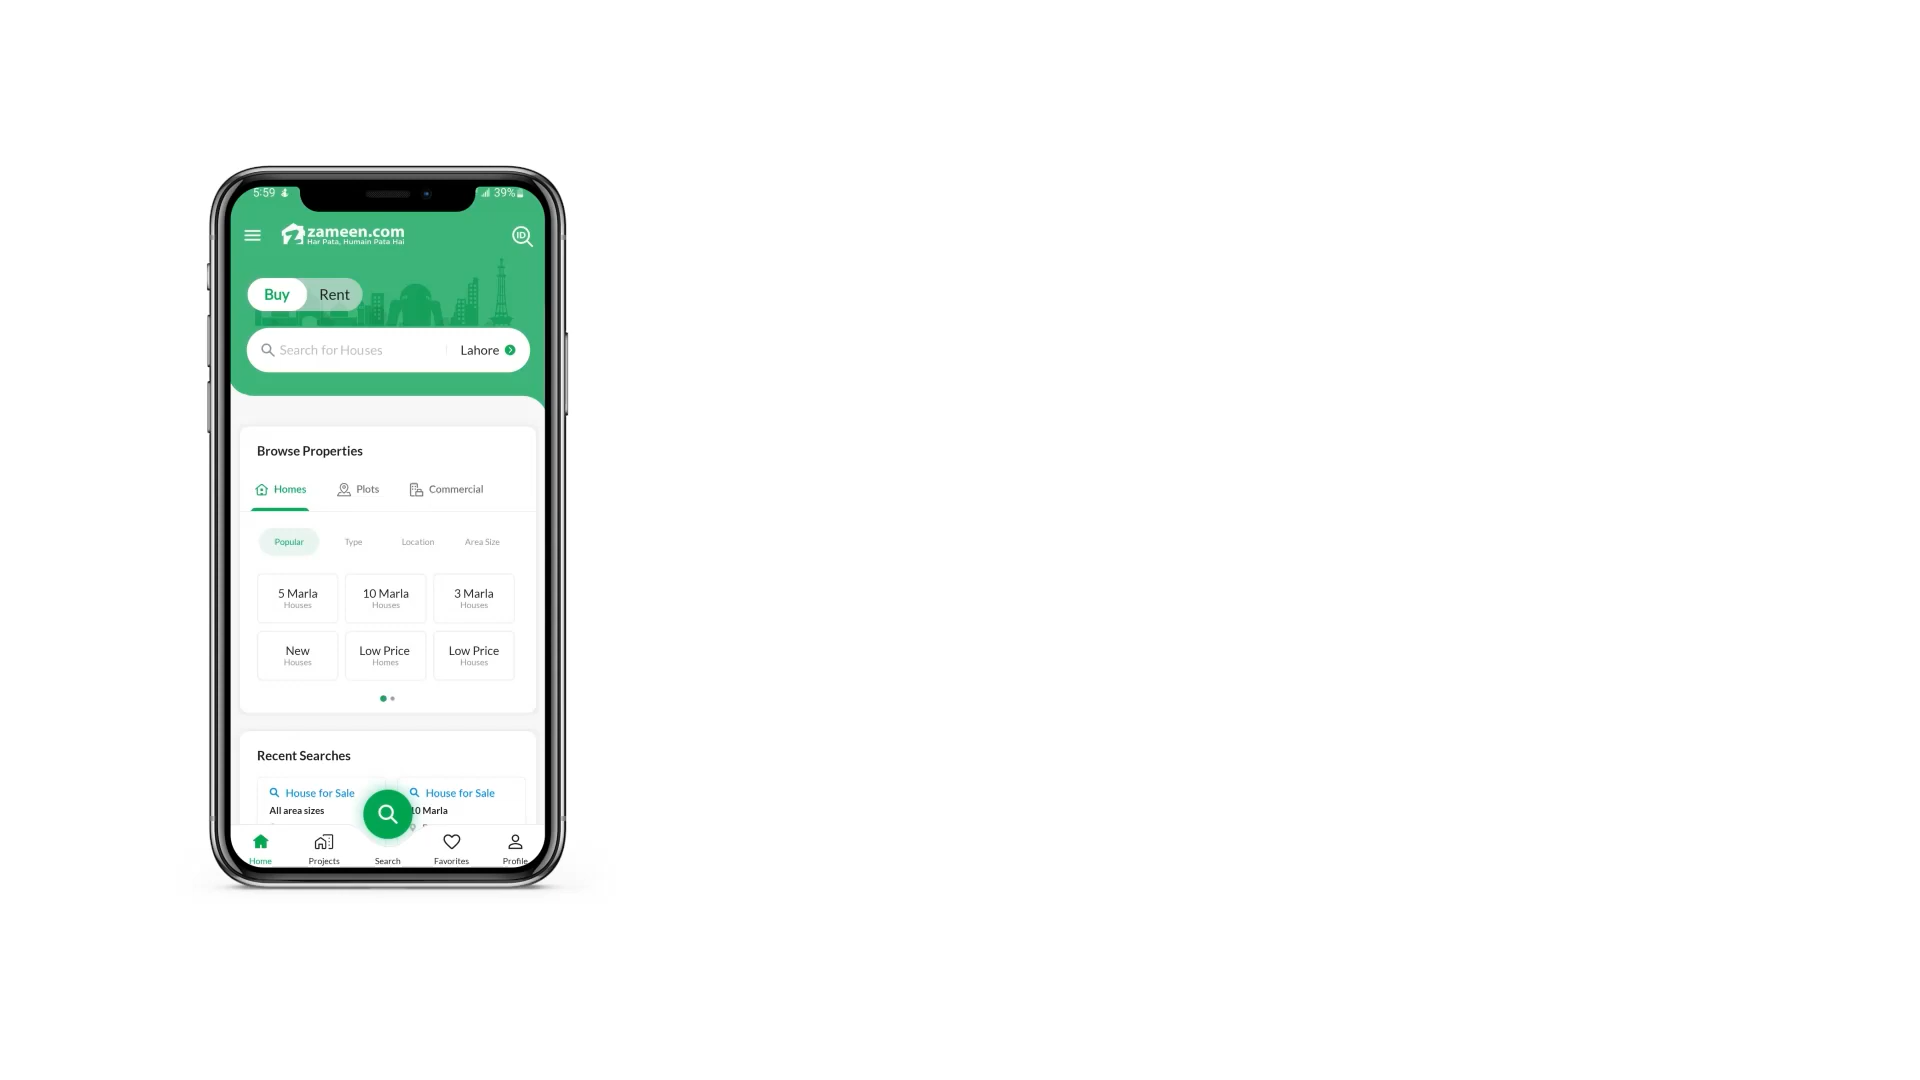 5:59
39%
zameen.com
Har Pata, Humain Pata Hai
ID
Buy Rent
Search for Houses Lahore
Browse Properties
Homes Plots Commercial
Popular Type Location Area Size
5 Marla 10 Marla 3 Marla
Houses Houses Houses
New Low Price Low Price
Houses Homes Houses
Recent Searches
House for Sale House for Sale
All area sizes 10 Marla
Home Projects Search Favorites Profile